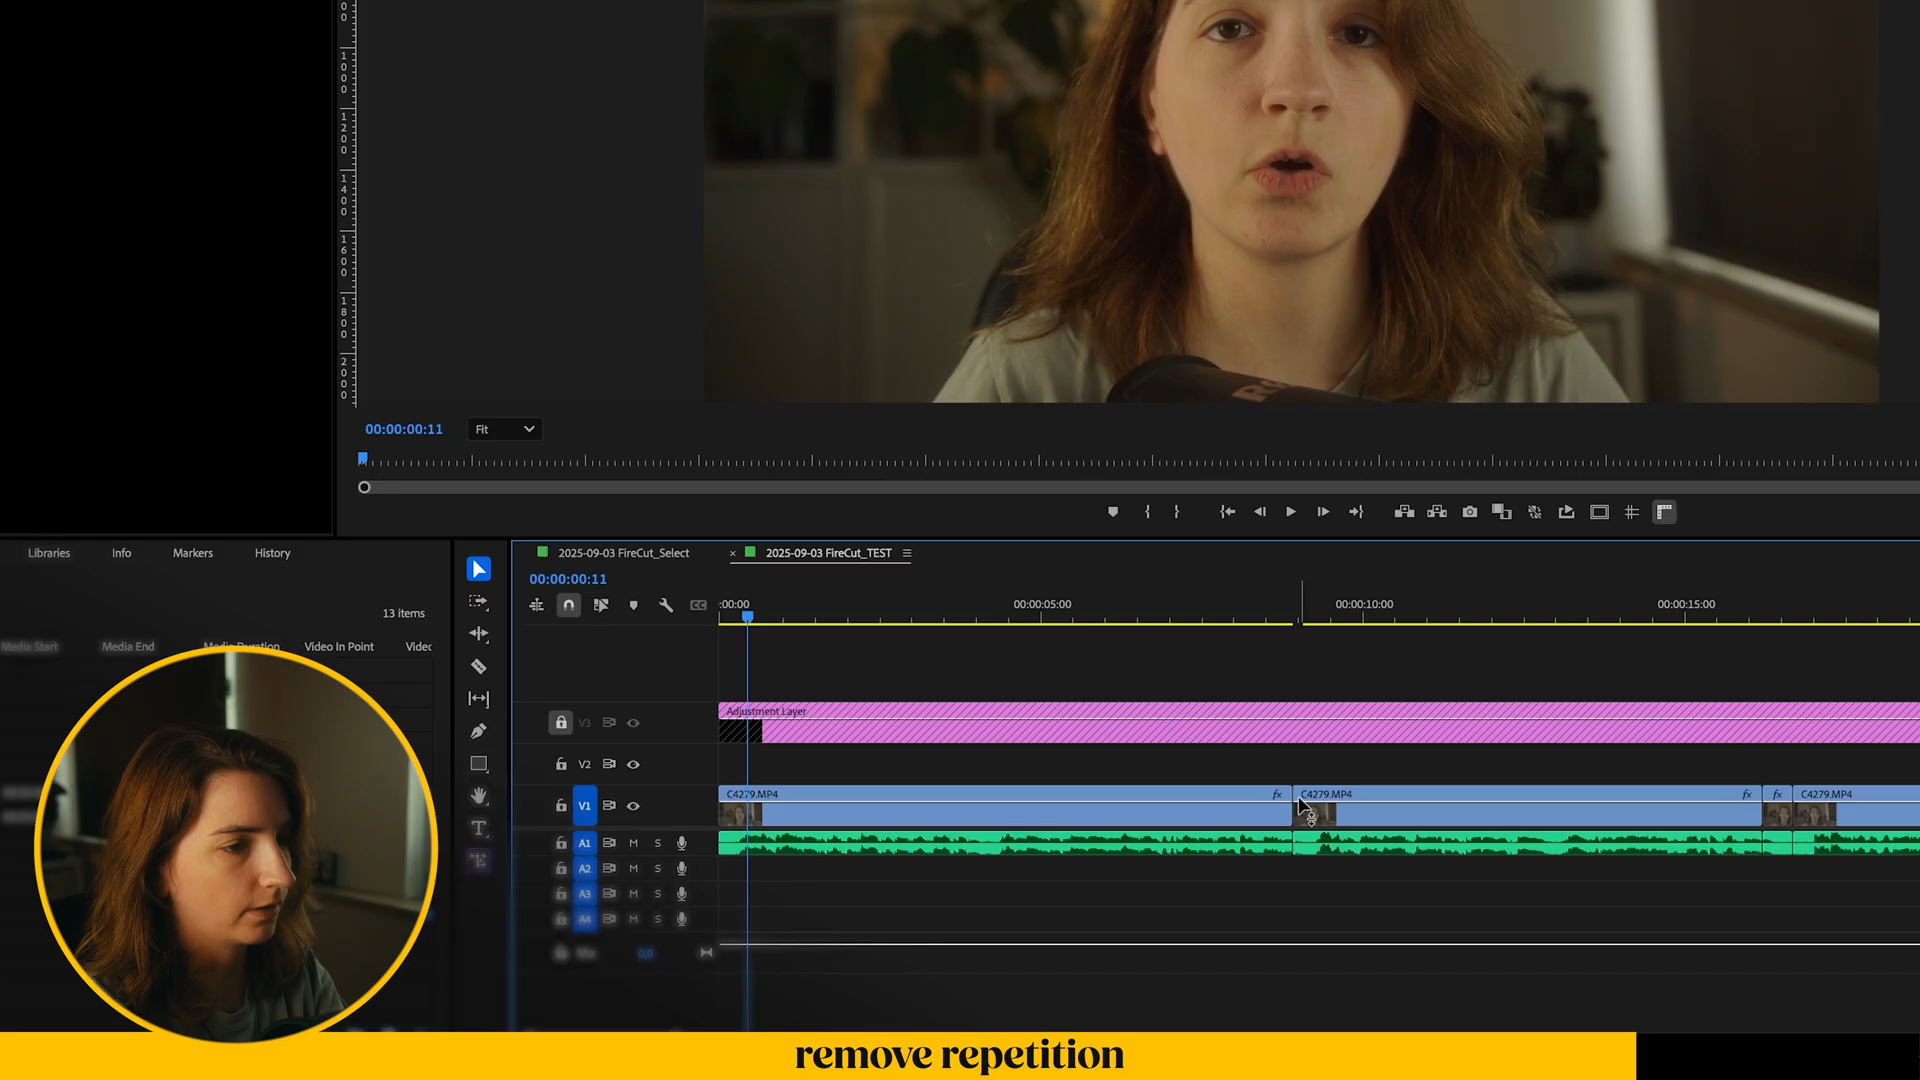 00:00:00:11
Fit
Libraries
Info
Markers
History
2025-09-03 FireCut_Select
× 2025-09-03 FireCut_TEST
00:00:00:11
13 items
:00:00
00:00:05:00
00:00:10:00
00:00:15:00
Media Start
Media End
Media Duration
Video In Point
Adjustment Layer
V3
V2
C4279.MP4 fx
C4279.MP4 fx
fx
C4279.MP4
V1
A1 M S
A2 M S
A3 M S
A4 M S
Mix
0,0
remove repetition